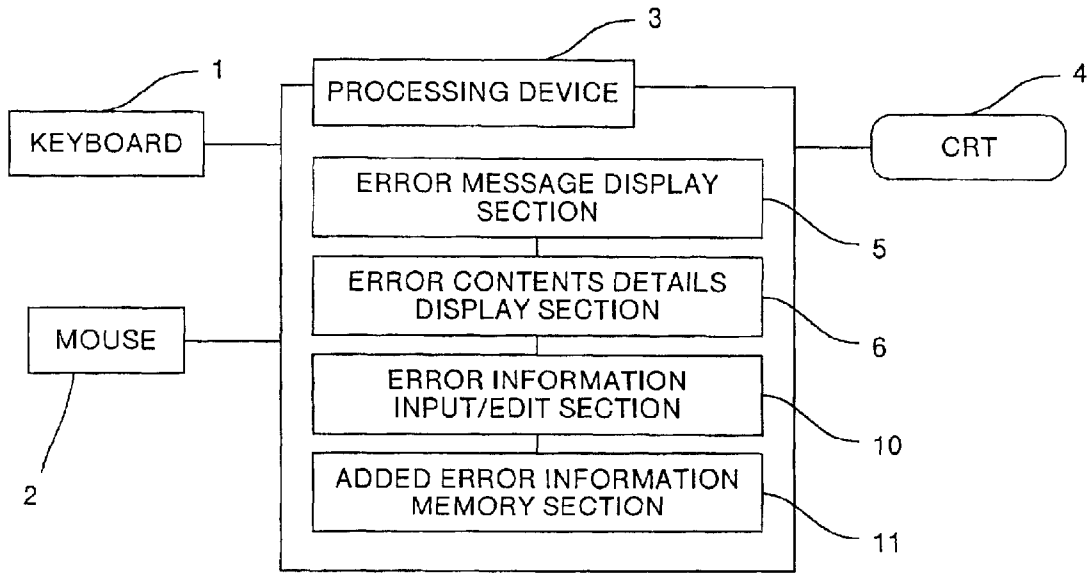 3
1
4
PROCESSING DEVICE
KEYBOARD
CRT
ERROR MESSAGE DISPLAY
SECTION
5
ERROR CONTENTS DETAILS
DISPLAY SECTION
6
MOUSE
ERROR INFORMATION
INPUT/EDIT SECTION
10
2
ADDED ERROR INFORMATION
MEMORY SECTION
11